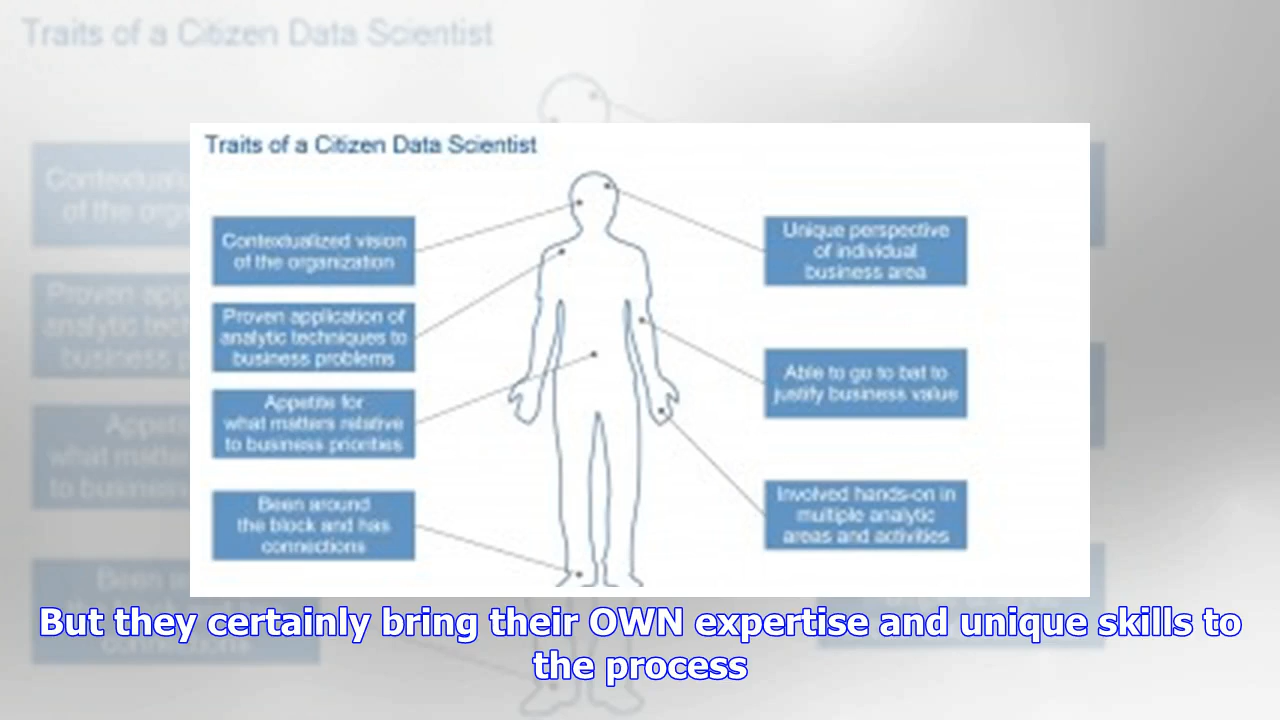 Traits of a Citizen Data Scientist
Traits of a Citizen Data Scientist
Contextualized vision
of the organization
Proven application of
analytic techniques to
business problems
Appetite for
what matters relative
to business priorities
Been around
the block and has
connections
Unique perspective
of individual
business area
Able to go to bat to
justify business value
Involved hands-on in
multiple analytic
areas and activities
But they certainly bring their OWN expertise and unique skills to
the process